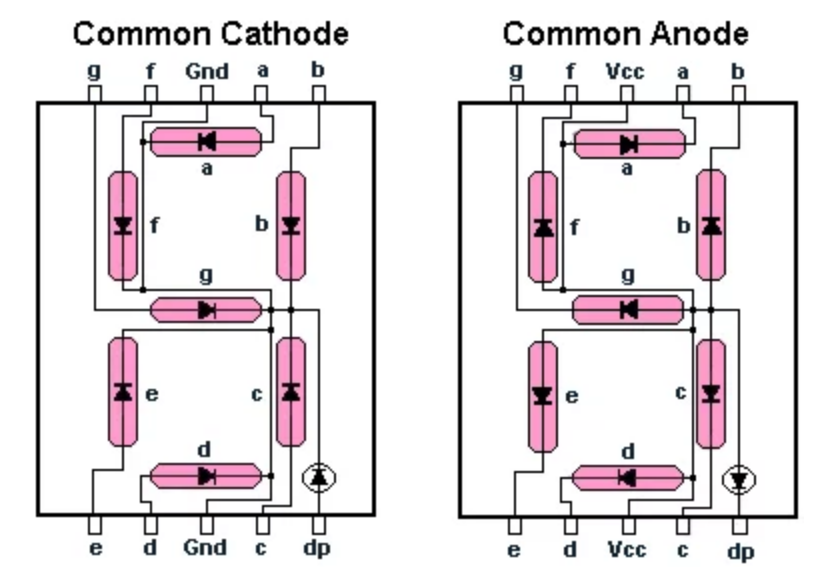 Common Cathode
g f Gnd a b
a
f b
g
e c
d
e d Gnd c dp
Common Anode
g f Vcc a b
a
f b
g
e c
d
e d Vcc c dp